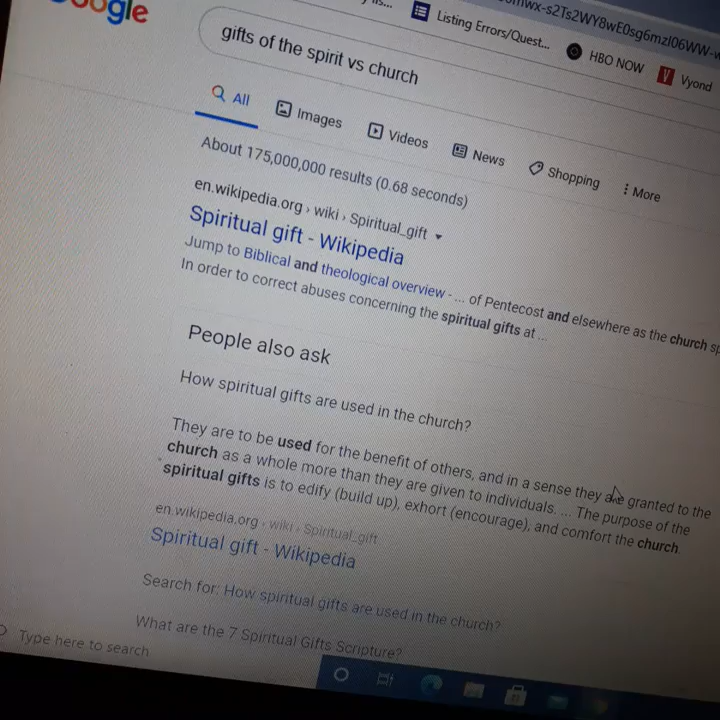 Listing Errors/Quest...
HBO NOW
Vyond
gifts of the spirit vs church
All
Images
Videos
News
Shopping
More
About 175,000,000 results (0.68 seconds)
en.wikipedia.org › wiki › Spiritual_gift
Spiritual gift - Wikipedia
Jump to Biblical and theological overview - ... of Pentecost and elsewhere as the church
In order to correct abuses concerning the spiritual gifts at ...
People also ask
How spiritual gifts are used in the church?
They are to be used for the benefit of others, and in a sense they are granted to the
church as a whole more than they are given to individuals. ... The purpose of the
spiritual gifts is to edify (build up), exhort (encourage), and comfort the church.
en.wikipedia.org › wiki › Spiritual_gift
Spiritual gift - Wikipedia
Search for: How spiritual gifts are used in the church?
What are the 7 Spiritual Gifts Scripture?
Type here to search